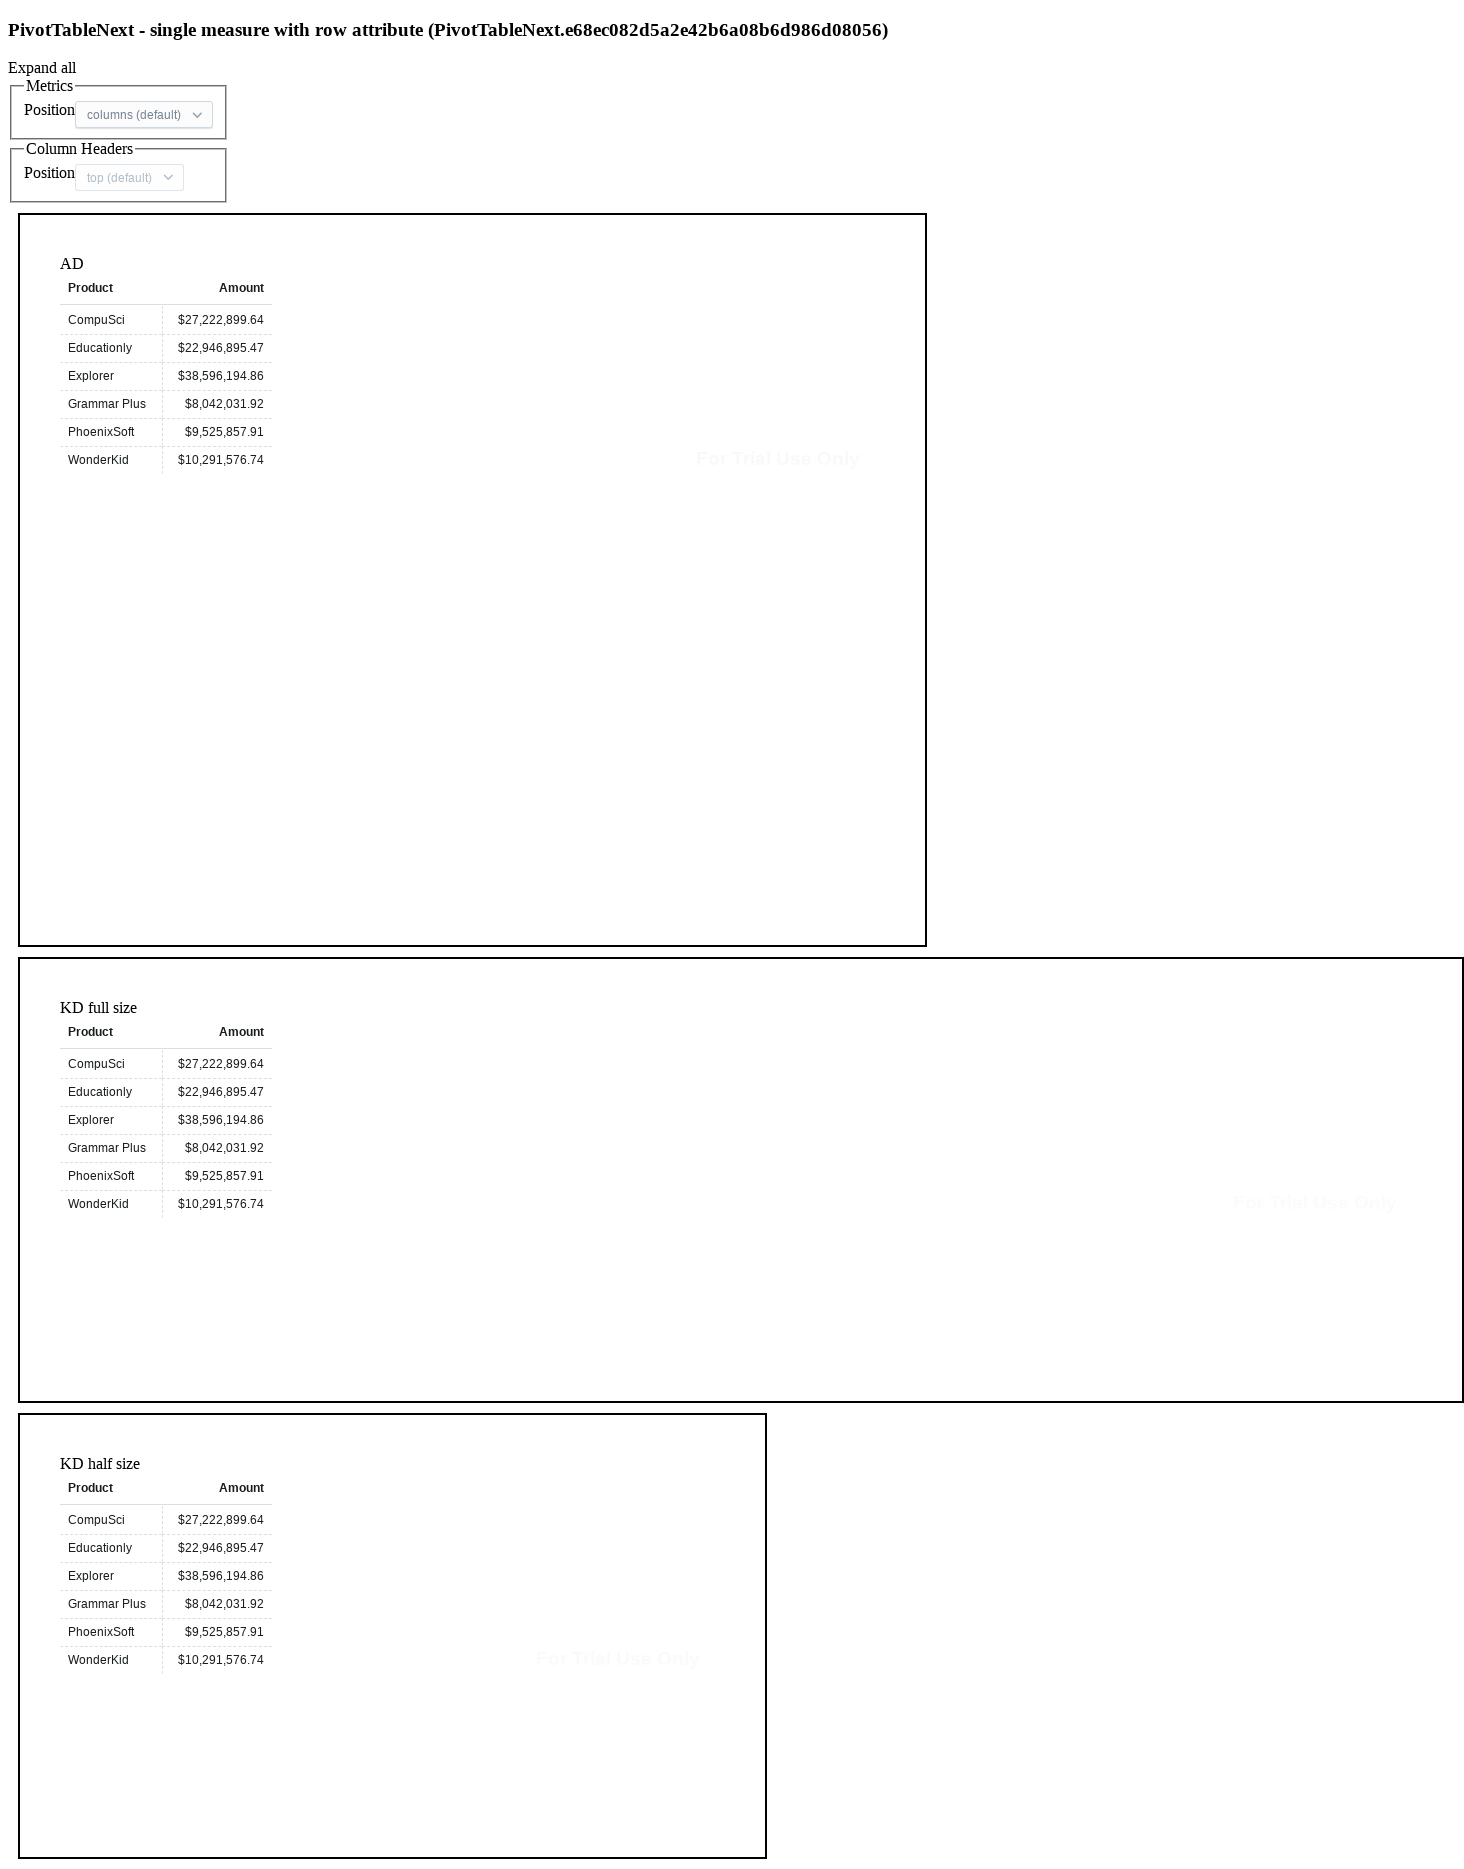 PivotTableNext - single measure with row attribute (PivotTableNext.e68ec082d5a2e42b6a08b6d986d08056)
Expand all
Metrics
Position columns (default)
Column Headers
Position top (default)
AD
Product Amount
CompuSci $27,222,899.64
Educationly $22,946,895.47
Explorer $38,596,194.86
Grammar Plus $8,042,031.92
PhoenixSoft $9,525,857.91
WonderKid $10,291,576.74
For Trial Use Only
KD full size
Product Amount
CompuSci $27,222,899.64
Educationly $22,946,895.47
Explorer $38,596,194.86
Grammar Plus $8,042,031.92
PhoenixSoft $9,525,857.91
WonderKid $10,291,576.74
For Trial Use Only
KD half size
Product Amount
CompuSci $27,222,899.64
Educationly $22,946,895.47
Explorer $38,596,194.86
Grammar Plus $8,042,031.92
PhoenixSoft $9,525,857.91
WonderKid $10,291,576.74
For Trial Use Only